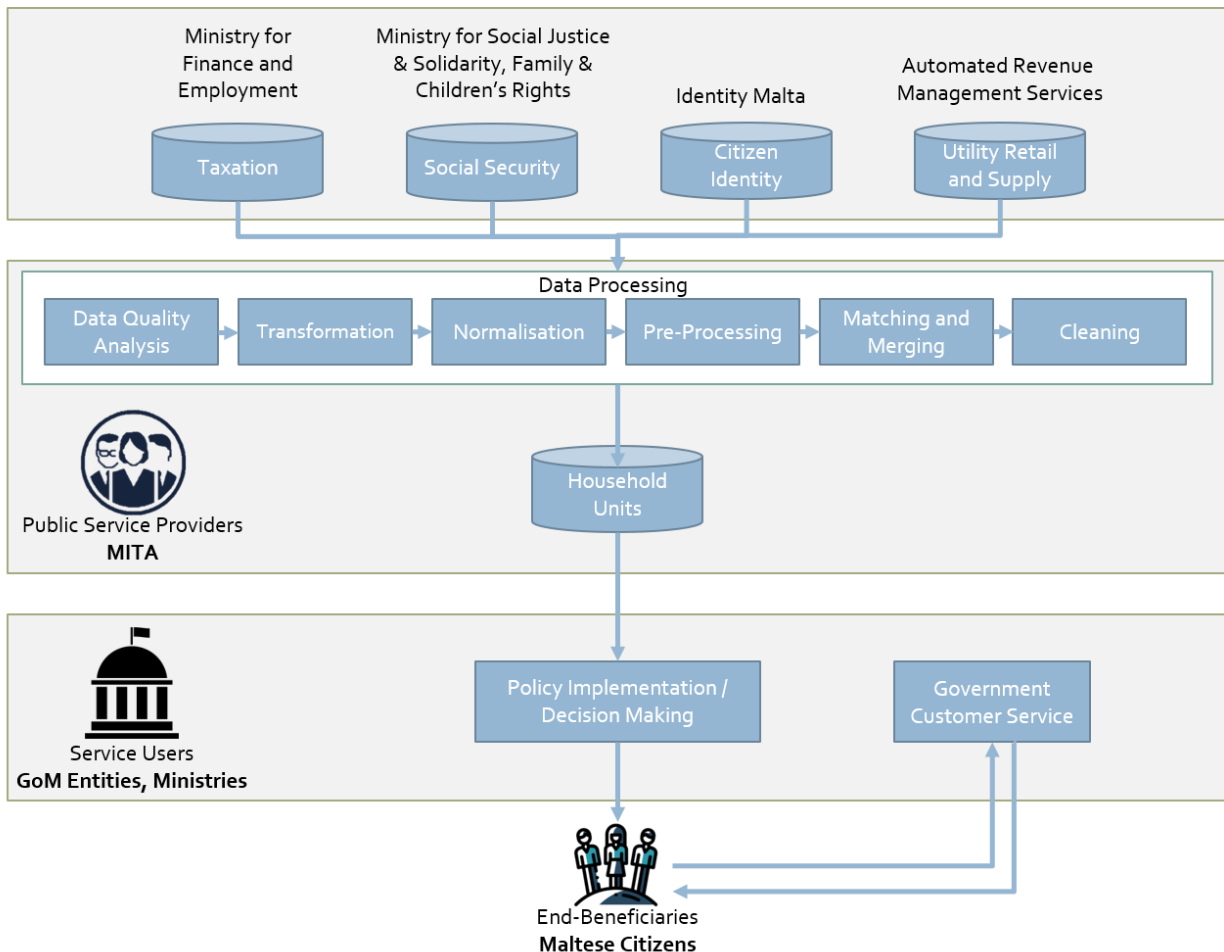 Ministry for
Finance and
Employment
Ministry for Social Justice
& Solidarity, Family &
Children's Rights
Identity Malta
Automated Revenue
Management Services
Taxation
Social Security
Citizen
Identity
Utility Retail
and Supply
Data Processing
Data Quality
Analysis
Transformation
Normalisation
Pre-Processing
Matching and
Merging
Cleaning
Household
Units
Public Service Providers
MITA
Policy Implementation /
Decision Making
Government
Customer Service
Service Users
GoM Entities, Ministries
End-Beneficiaries
Maltese Citizens